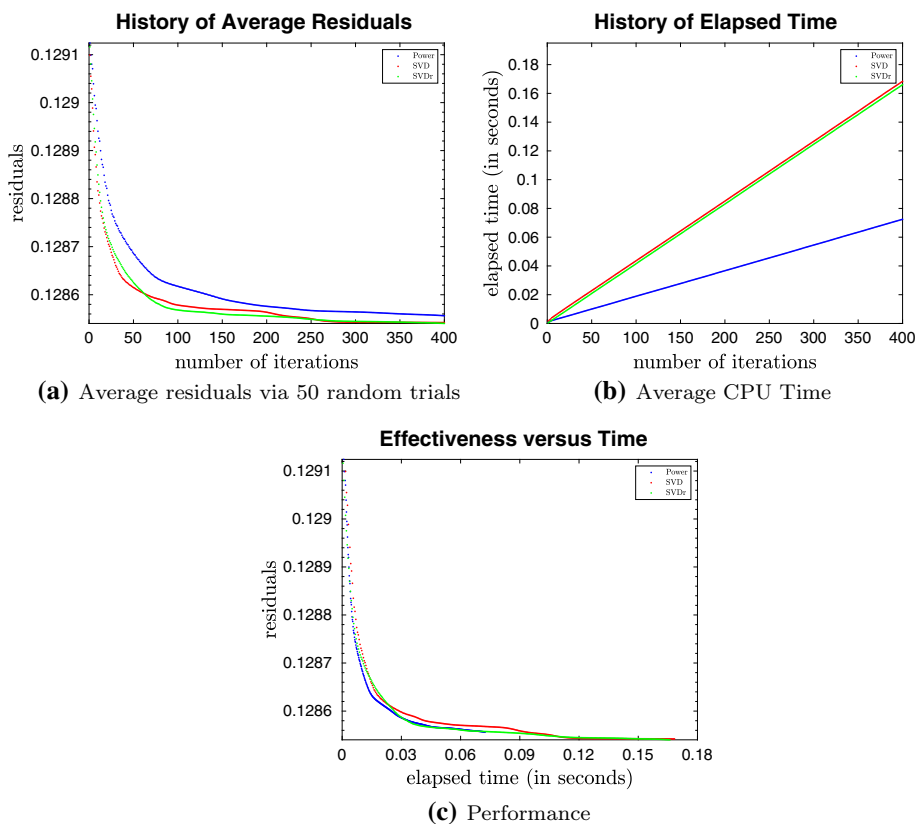 History of Average Residuals
0.1291
0.129
0.1289
0.1288
0.1287
0.1286
residuals
Power
SVD
SVDr
0 50 100 150 200 250 300 350 400
number of iterations
(a) Average residuals via 50 random trials
History of Elapsed Time
0.18
0.16
0.14
0.12
0.1
0.08
0.06
0.04
0.02
0
elapsed time (in seconds)
Power
SVD
SVDr
0 50 100 150 200 250 300 350 400
number of iterations
(b) Average CPU Time
Effectiveness versus Time
0.1291
0.129
0.1289
0.1288
0.1287
0.1286
residuals
Power
SVD
SVDr
0 0.03 0.06 0.09 0.12 0.15 0.18
elapsed time (in seconds)
(c) Performance